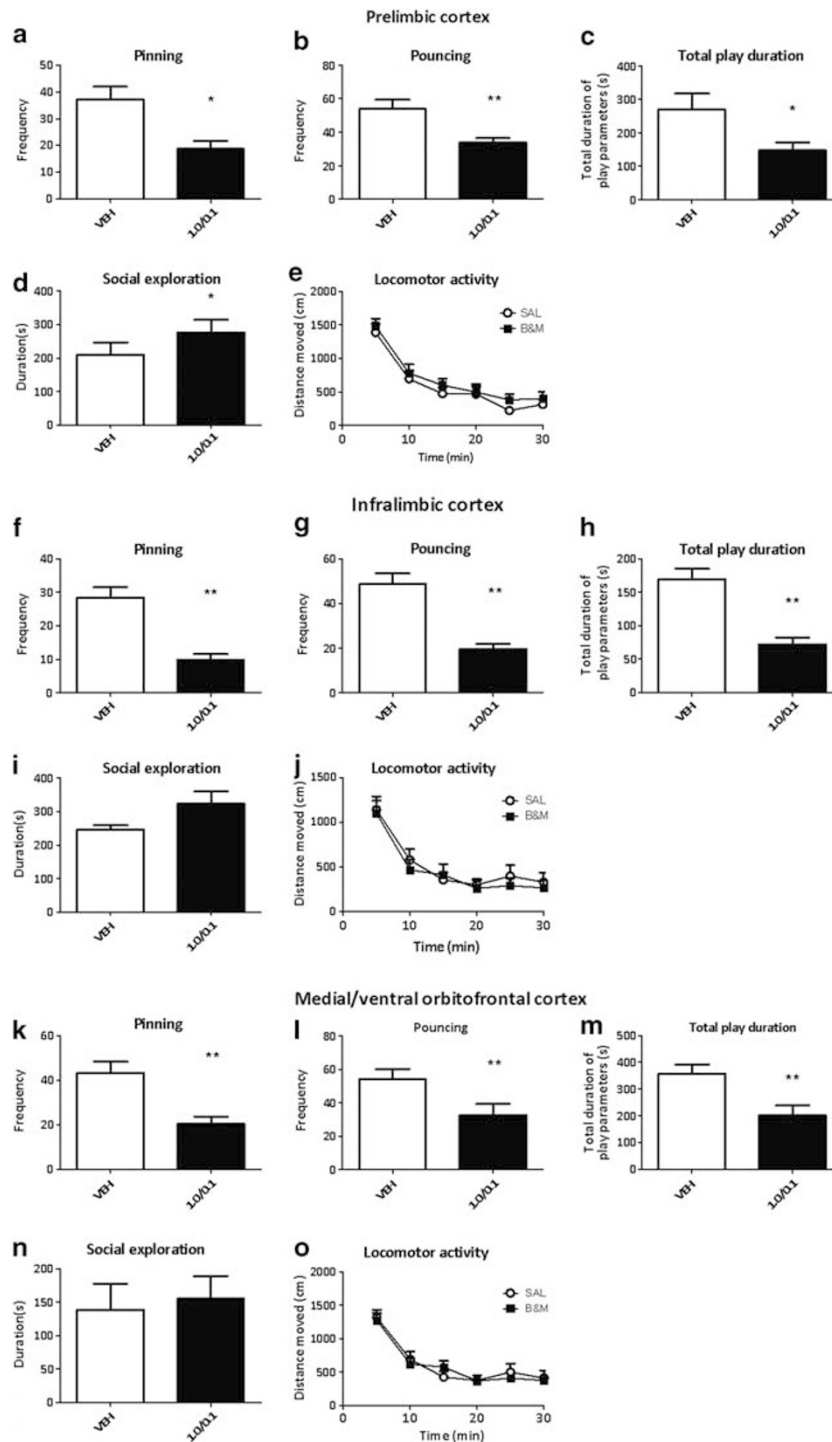 Prelimbic cortex
a
Pinning
Frequency
50
40
30
20
10
0
VEH
1.0/0.1
*
b
Pouncing
Frequency
80
60
40
20
0
VEH
1.0/0.1
**
c
Total play duration
Total duration of
play parameters (s)
400
300
200
100
0
VEH
1.0/0.1
*
d
Social exploration
Duration(s)
400
300
200
100
0
VEH
1.0/0.1
*
e
Locomotor activity
Distance moved (cm)
2000
1500
1000
500
0
0 10 20 30
Time (min)
SAL
B&M
Infralimbic cortex
f
Pinning
Frequency
40
30
20
10
0
VEH
1.0/0.1
**
g
Pouncing
Frequency
60
40
20
0
VEH
1.0/0.1
**
h
Total play duration
Total duration of
play parameters (s)
200
150
100
50
0
VEH
1.0/0.1
**
i
Social exploration
Duration(s)
400
300
200
100
0
VEH
1.0/0.1
j
Locomotor activity
Distance moved (cm)
1500
1000
500
0
0 10 20 30
Time (min)
SAL
B&M
Medial/ventral orbitofrontal cortex
k
Pinning
Frequency
60
40
20
0
VEH
1.0/0.1
**
l
Pouncing
Frequency
80
60
40
20
0
VEH
1.0/0.1
**
m
Total play duration
Total duration of
play parameters (s)
500
400
300
200
100
0
VEH
1.0/0.1
**
n
Social exploration
Duration(s)
200
150
100
50
0
VEH
1.0/0.1
o
Locomotor activity
Distance moved (cm)
2000
1500
1000
500
0
0 10 20 30
Time (min)
SAL
B&M